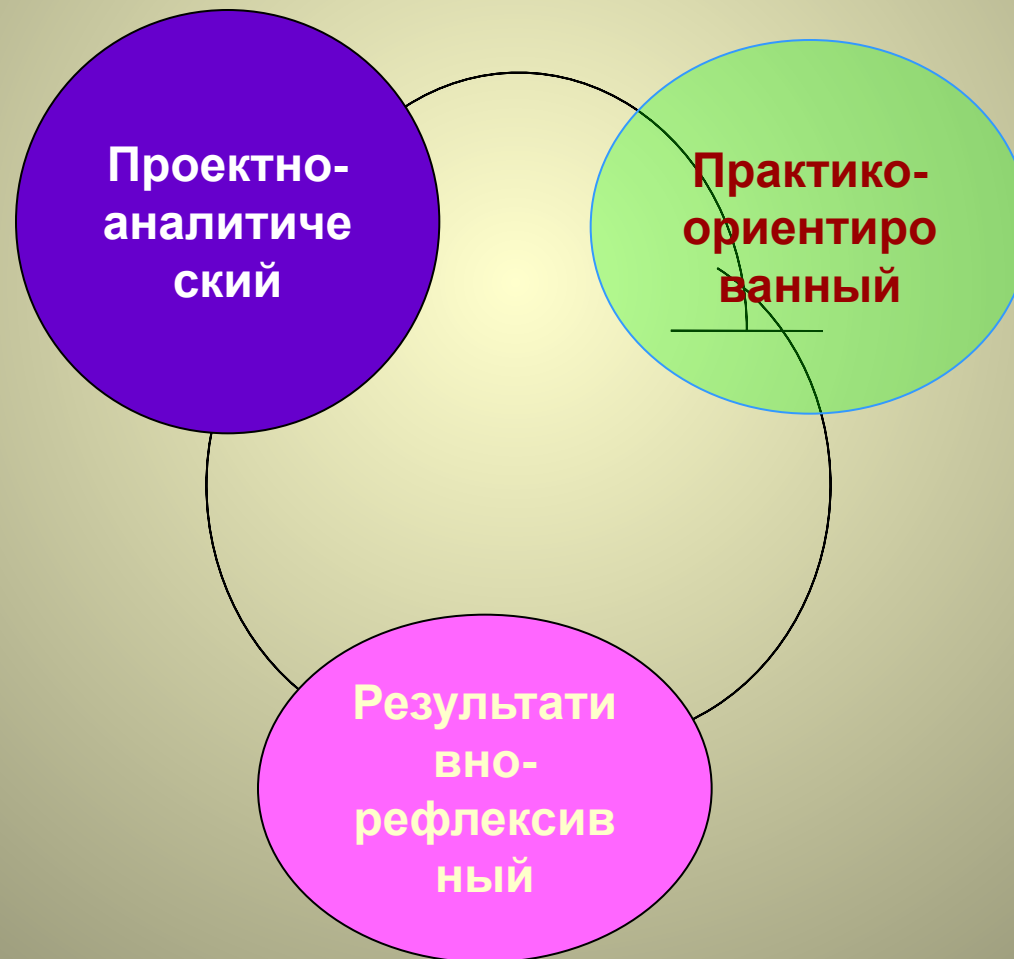 Проектно-
аналитиче
ский
Практико-
ориентиро
ванный
Результати
вно-
рефлексив
ный